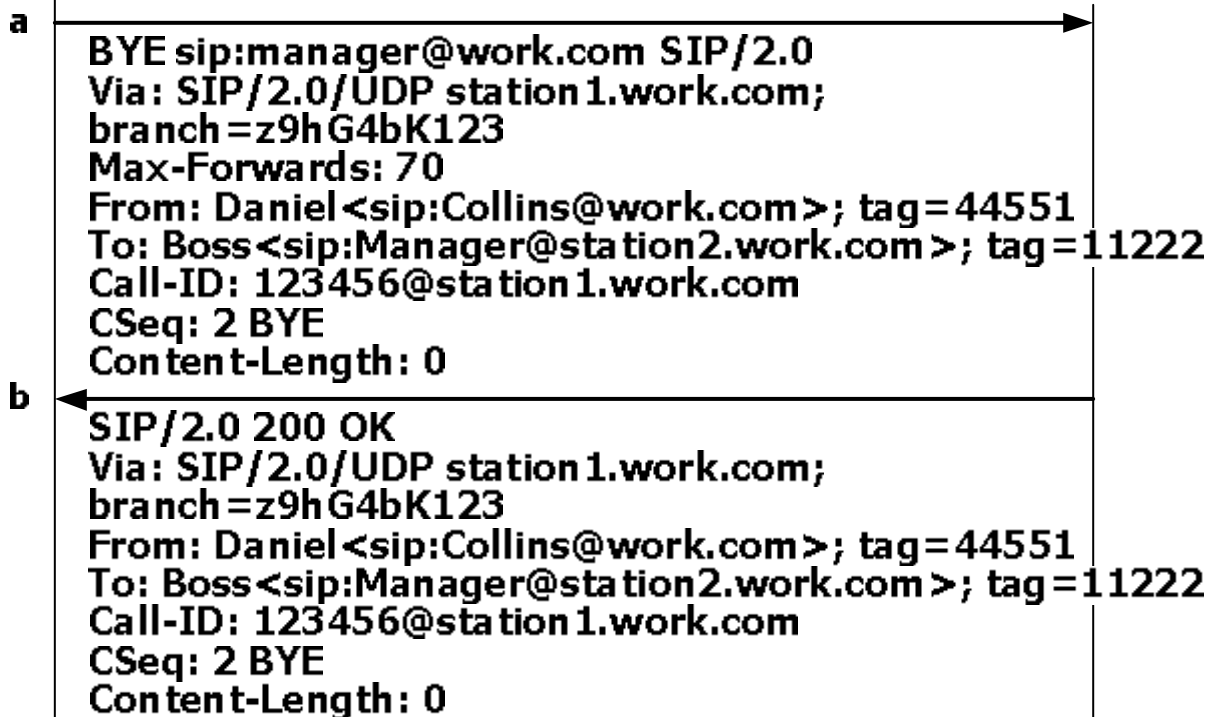 a
BYE sip:manager@work.com SIP/2.0
Via: SIP/2.0/UDP station1.work.com;
branch=z9hG4bK123
Max-Forwards: 70
From: Daniel<sip:Collins@work.com>; tag=44551
To: Boss<sip:Manager@station2.work.com>; tag=11222
Call-ID: 123456@station1.work.com
CSeq: 2 BYE
Content-Length: 0
b
SIP/2.0 200 OK
Via: SIP/2.0/UDP station1.work.com;
branch=z9hG4bK123
From: Daniel<sip:Collins@work.com>; tag=44551
To: Boss<sip:Manager@station2.work.com>; tag=11222
Call-ID: 123456@station1.work.com
CSeq: 2 BYE
Content-Length: 0